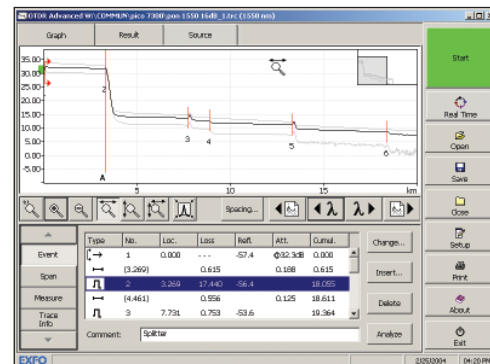 OTDR Advanced W:\COMMUN\pico 7300\pon 1550 16dB_1.trc (1550 nm)
Graph Result Source
35.00
30.00
25.00
20.00
15.00
10.00
5.00
0.00
-5.00
2 3 4 5 6
A
5 10 15 km
Spacing...
Event
Span
Measure
Trace
Info
Type No. Loc. Loss Refl. Att. Cumul.
1 0.000 --- -57.4 32.3dB 0.000
(3.269) 0.615 0.188 0.615
2 3.269 17.440 -56.4 18.055
(4.461) 0.556 0.125 18.611
3 7.731 0.753 -53.6 19.364
Comment: Splitter
Change...
Insert...
Delete
Analyze
Start
Real Time
Open
Save
Close
Setup
Print
About
Exit
EXFO 2/25/2004 04:20 PM